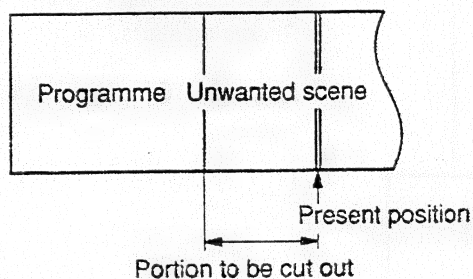 Programme Unwanted scene
Present position
Portion to be cut out